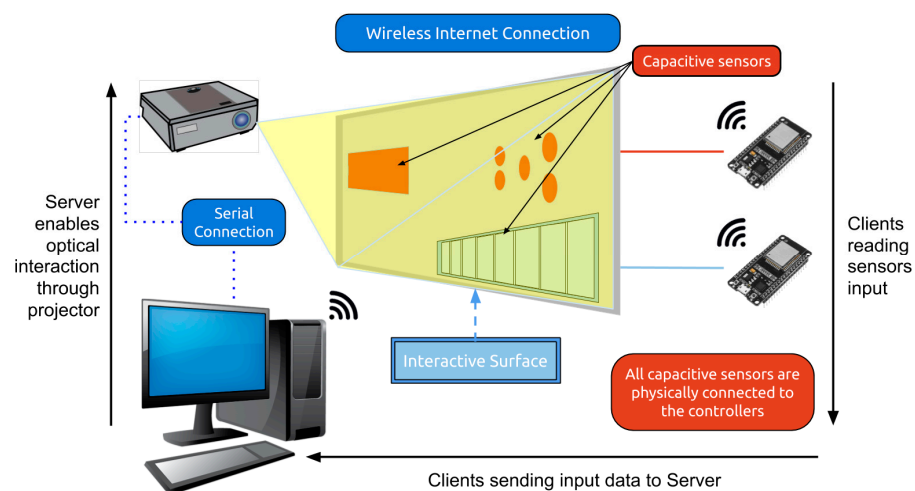 Wireless Internet Connection
Capacitive sensors
Server
enables
optical
interaction
through
projector
Serial
Connection
Clients
reading
sensors
input
Interactive Surface
All capacitive sensors are
physically connected to
the controllers
Clients sending input data to Server